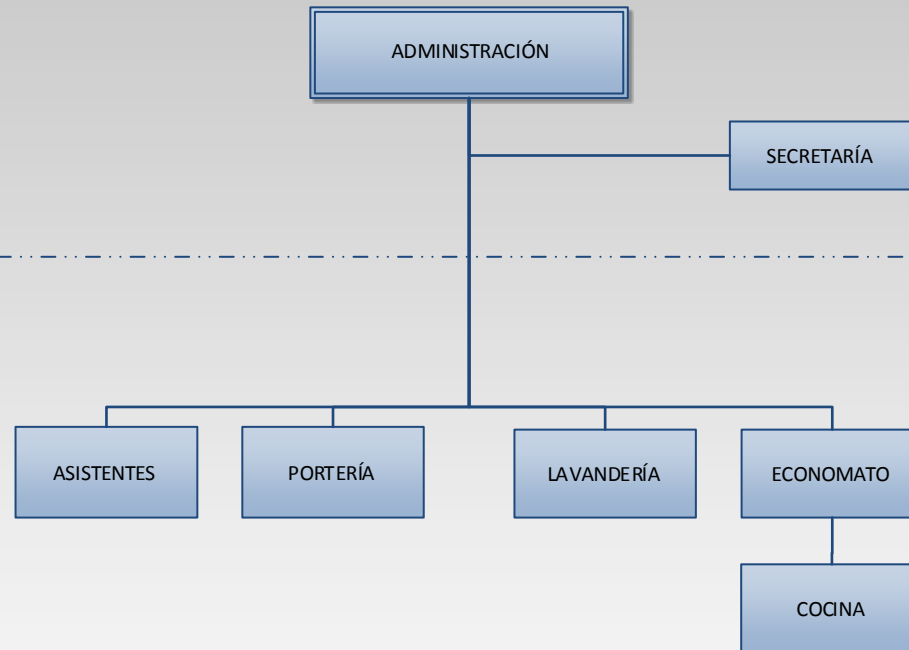 ADMINISTRACIÓN
SECRETARÍA
ASISTENTES
PORTERÍA
LAVANDERÍA
ECONOMATO
COCINA